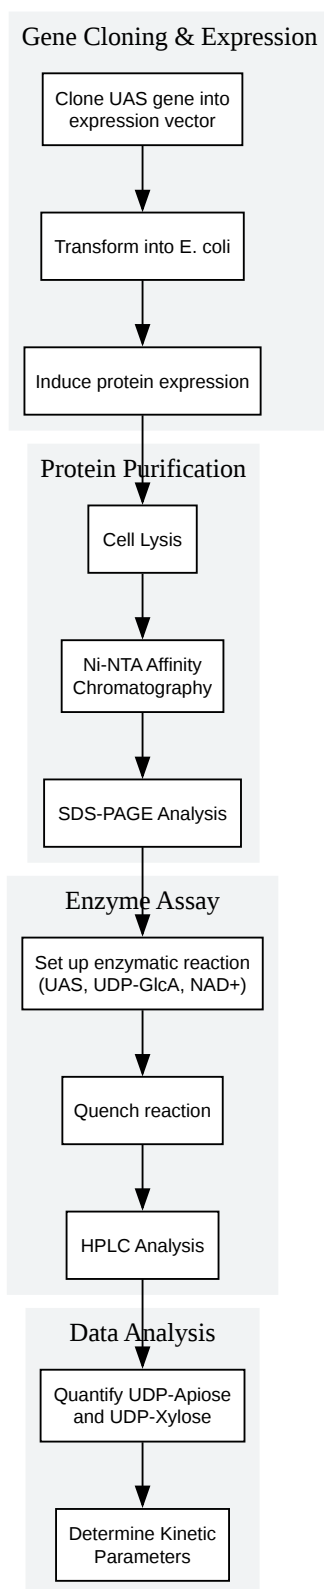 Gene Cloning & Expression
Clone UAS gene into
expression vector
Transform into E. coli
Induce protein expression
Protein Purification
Cell Lysis
Ni-NTA Affinity
Chromatography
SDS-PAGE Analysis
Enzyme Assay
Set up enzymatic reaction
(UAS, UDP-GlcA, NAD+)
Quench reaction
HPLC Analysis
Data Analysis
Quantify UDP-Apiose
and UDP-Xylose
Determine Kinetic
Parameters